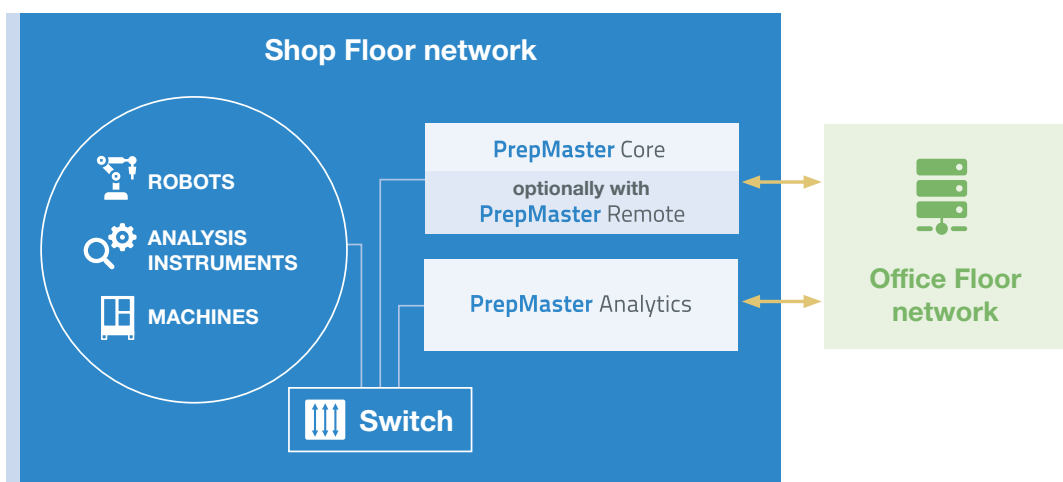 Shop Floor network
ROBOTS
ANALYSIS
INSTRUMENTS
MACHINES
PrepMaster Core
optionally with
PrepMaster Remote
PrepMaster Analytics
Switch
Office Floor
network